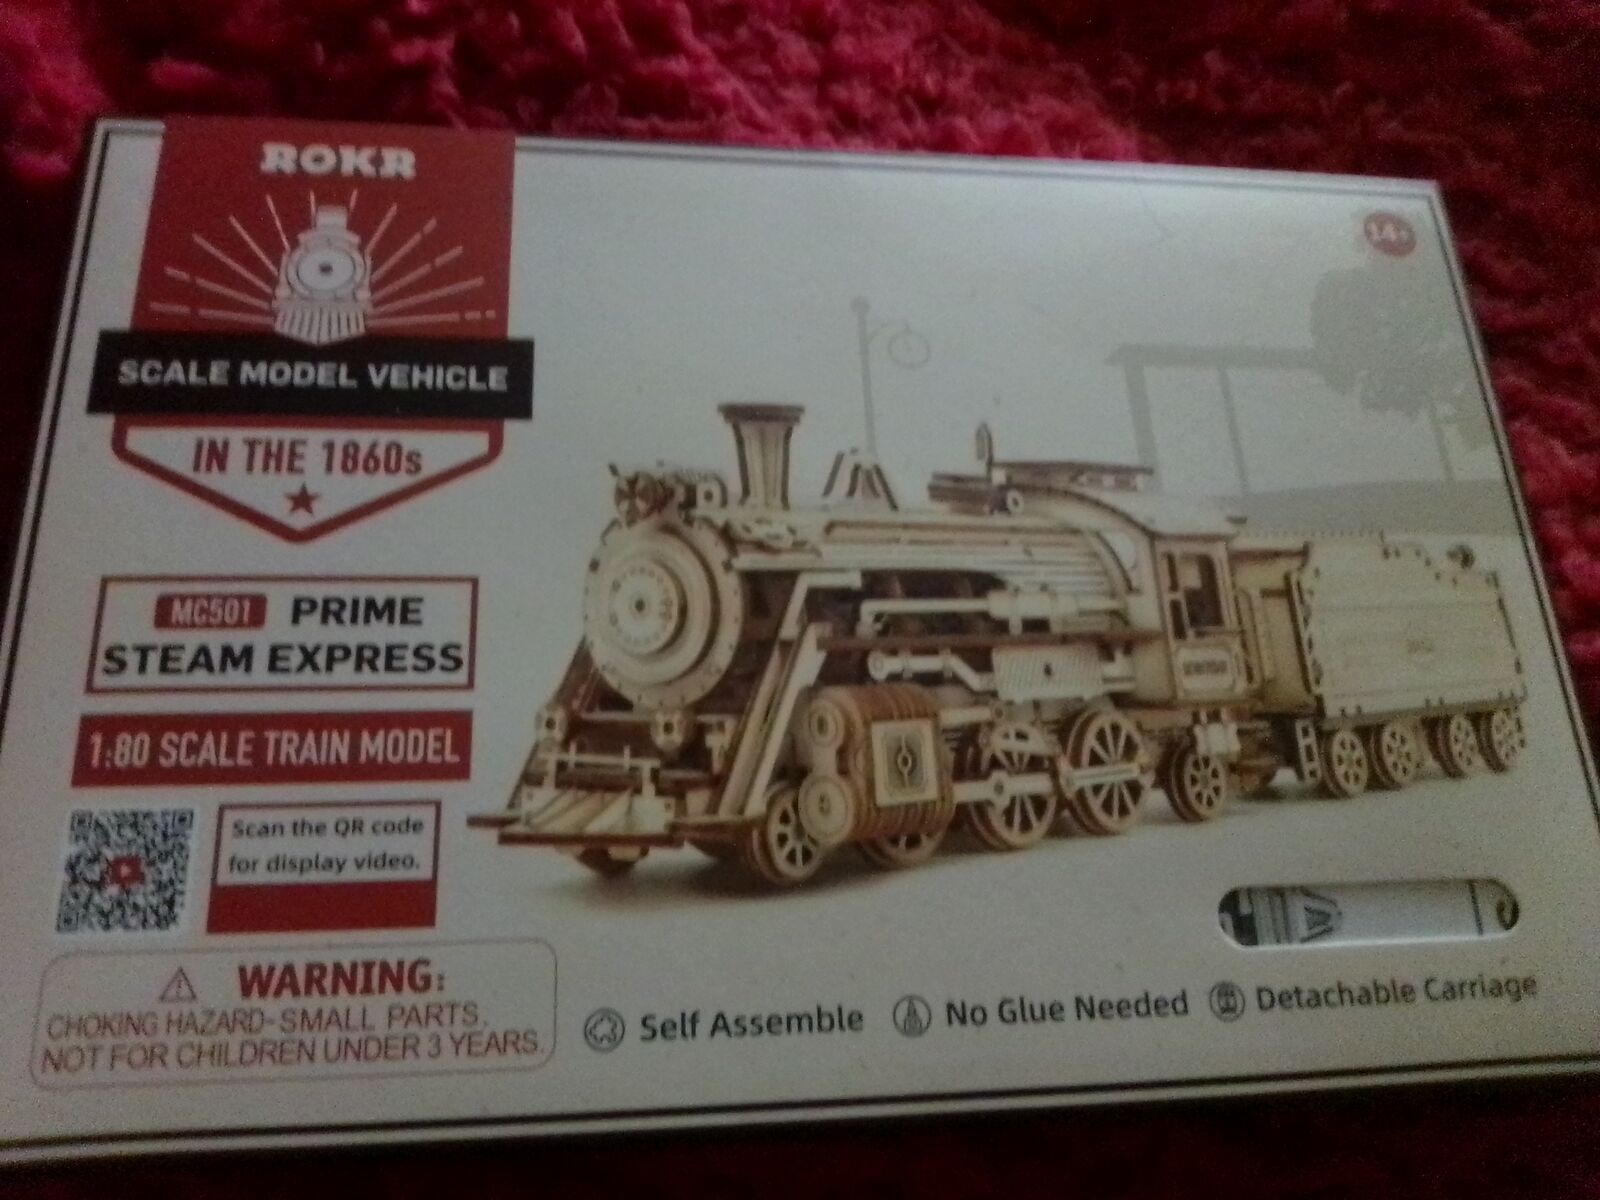 ROKR
14+
SCALE MODEL VEHICLE
IN THE 1860s
MC501 PRIME
STEAM EXPRESS
1:80 SCALE TRAIN MODEL
Scan the QR code
for display video.
WARNING:
CHOKING HAZARD-SMALL PARTS.
NOT FOR CHILDREN UNDER 3 YEARS.
Self Assemble
No Glue Needed
Detachable Carriage